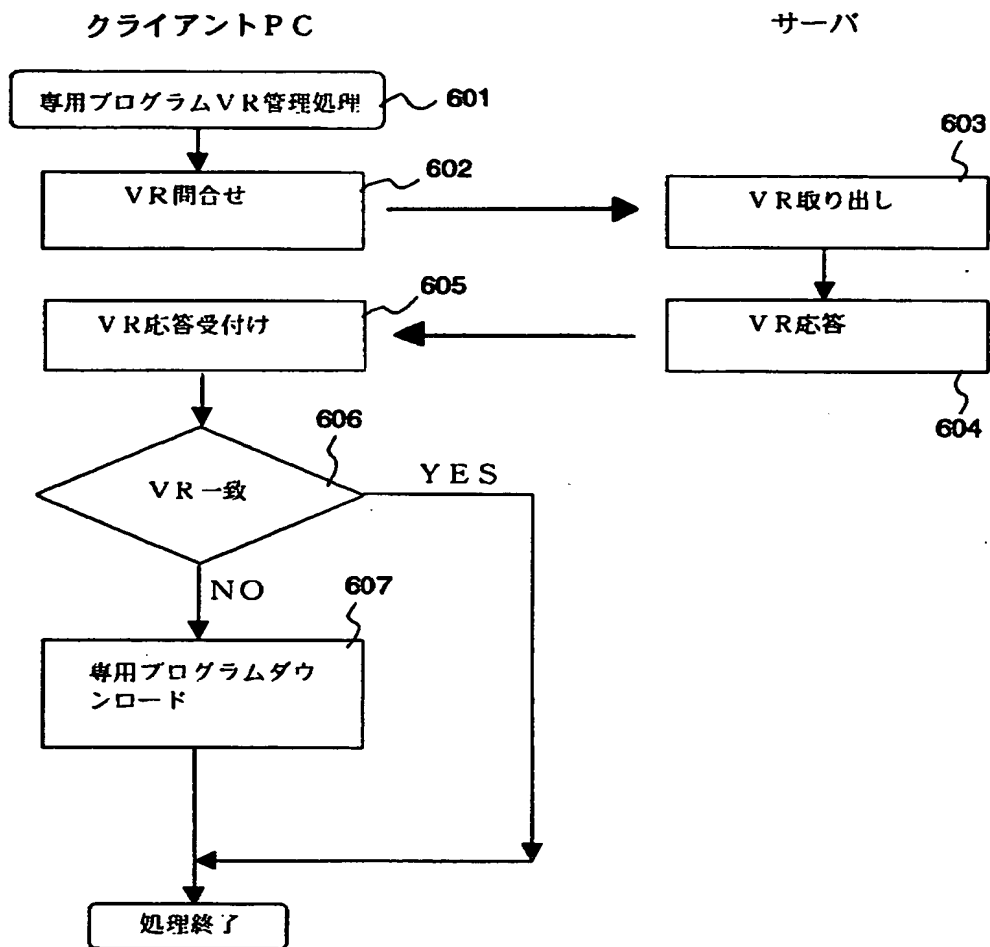 クライアントPC
サーバ
専用プログラムVR管理処理
601
VR問合せ
602
VR取り出し
603
VR応答受付け
605
VR応答
604
VR一致
606
YES
NO
607
専用プログラムダウ
ンロード
処理終了